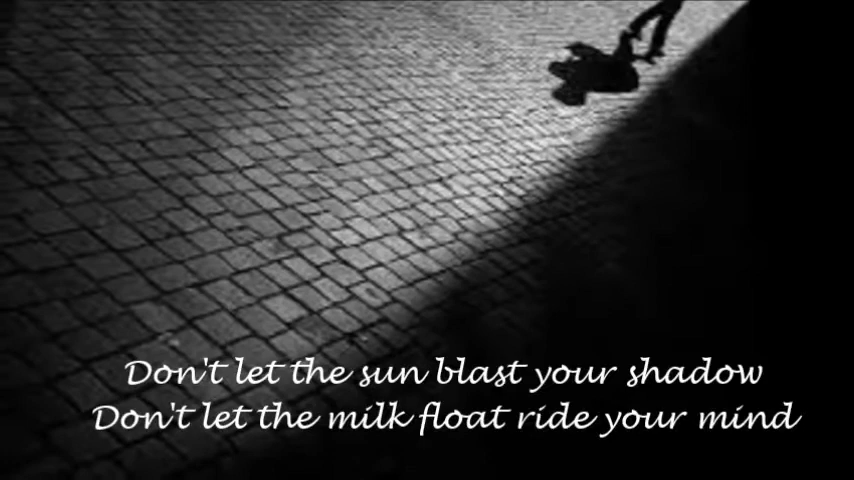 Don't let the sun blast your shadow
Don't let the milk float ride your mind